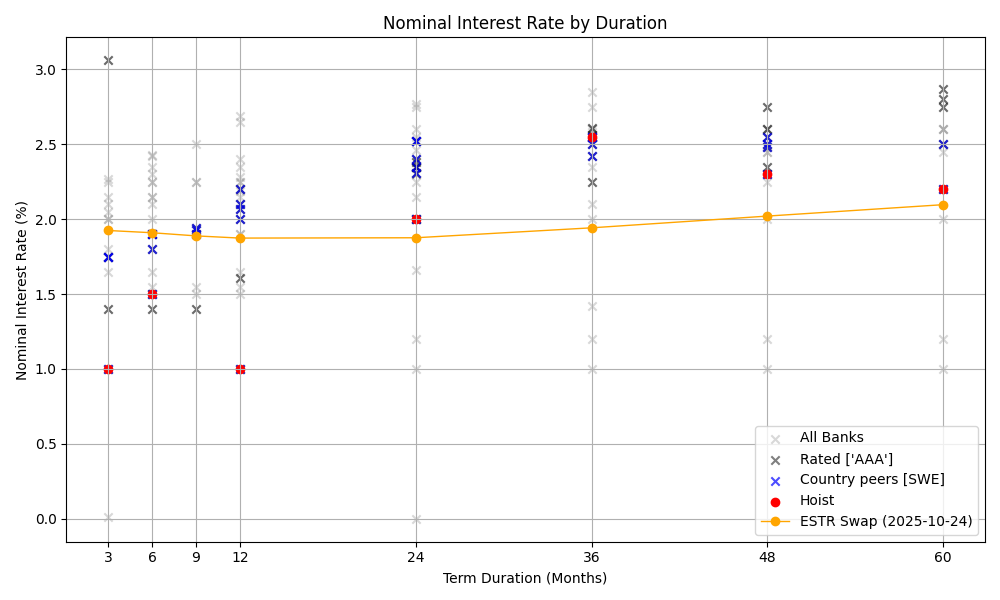 Nominal Interest Rate by Duration
Nominal Interest Rate (%)
3.0
2.5
2.0
1.5
1.0
0.5
0.0
3 6 9 12 24 36 48 60
Term Duration (Months)
All Banks
Rated ['AAA']
Country peers [SWE]
Hoist
ESTR Swap (2025-10-24)